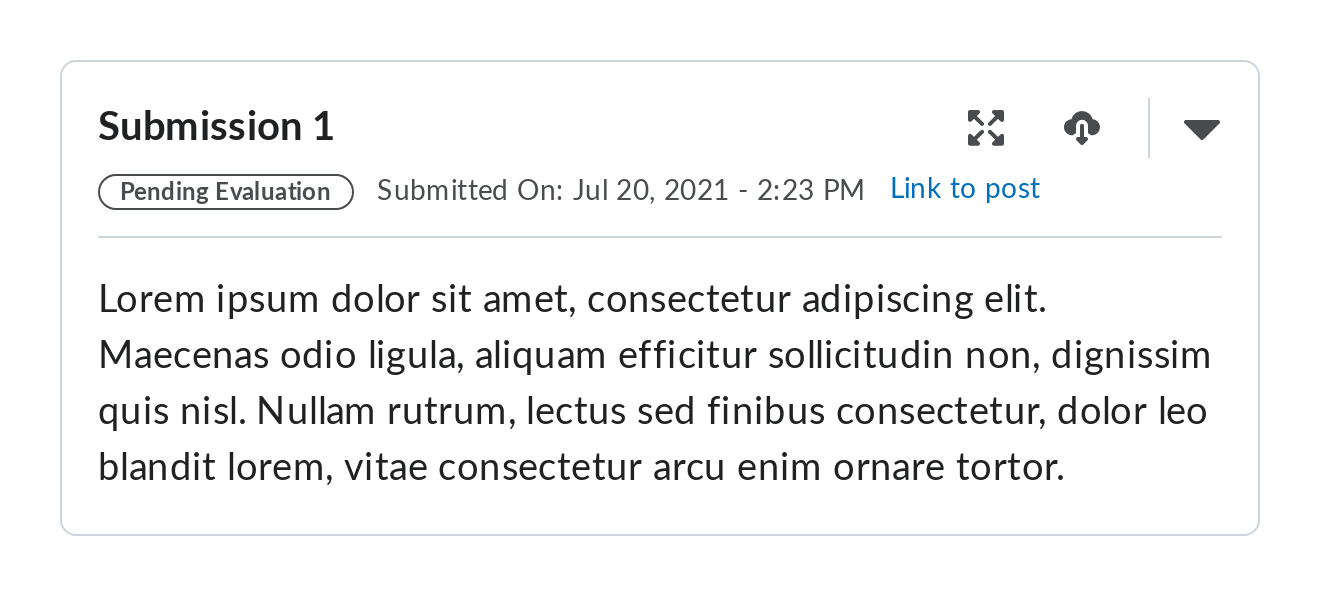 Submission 1
Pending Evaluation Submitted On: Jul 20, 2021 - 2:23 PM Link to post
Lorem ipsum dolor sit amet, consectetur adipiscing elit.
Maecenas odio ligula, aliquam efficitur sollicitudin non, dignissim
quis nisl. Nullam rutrum, lectus sed finibus consectetur, dolor leo
blandit lorem, vitae consectetur arcu enim ornare tortor.